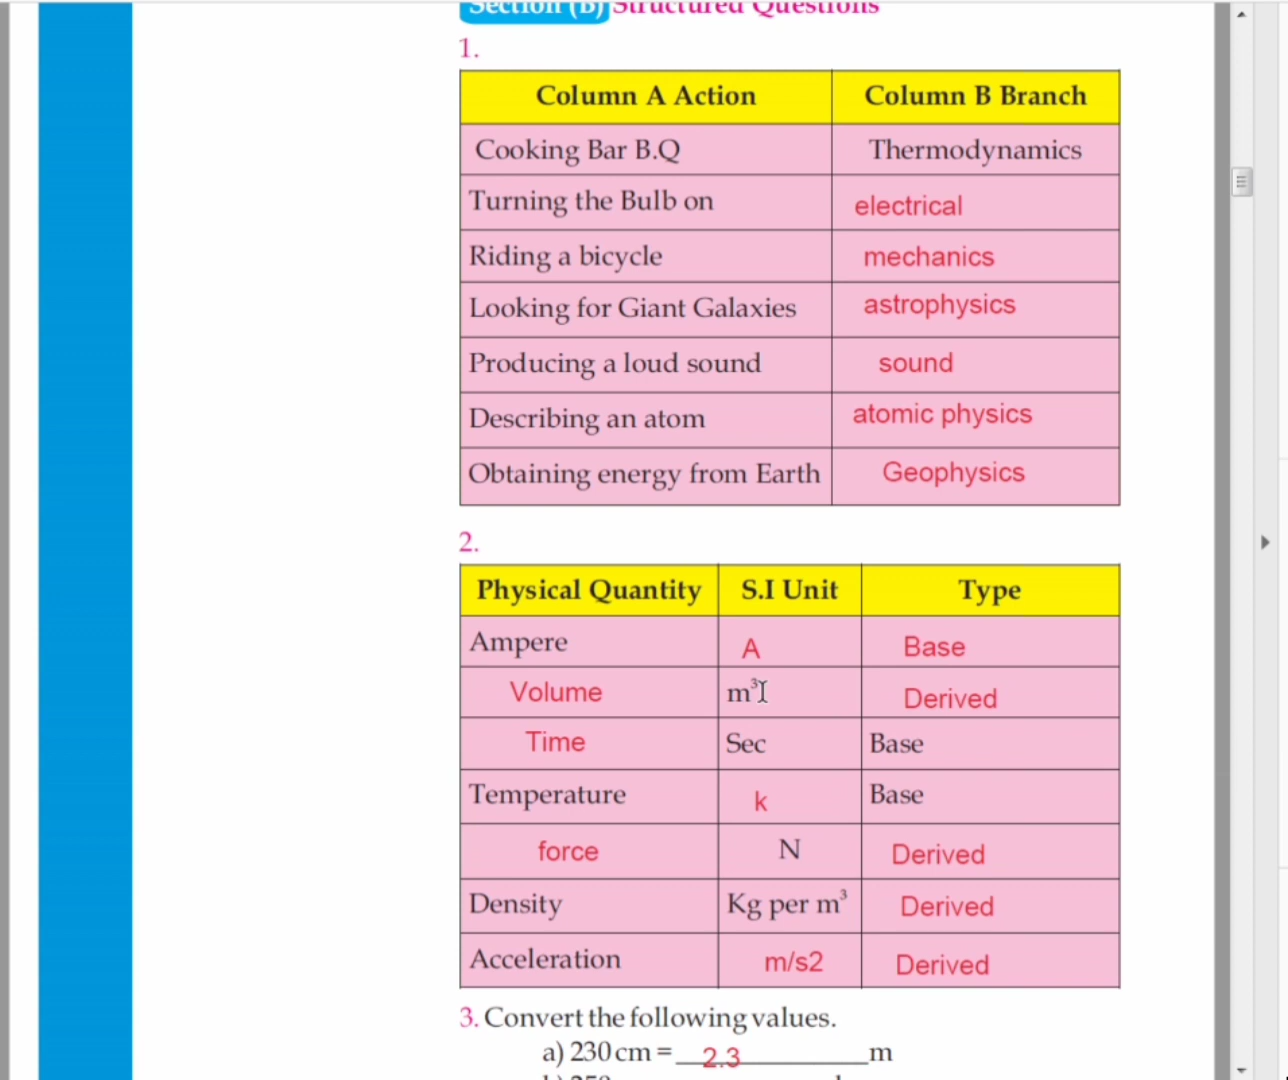 Section (B) Structured Questions
1.
Column A Action Column B Branch
Cooking Bar B.Q Thermodynamics
Turning the Bulb on electrical
Riding a bicycle mechanics
Looking for Giant Galaxies astrophysics
Producing a loud sound sound
Describing an atom atomic physics
Obtaining energy from Earth Geophysics
2.
Physical Quantity S.I Unit Type
Ampere A Base
Volume m³ Derived
Time Sec Base
Temperature k Base
force N Derived
Density Kg per m³ Derived
Acceleration m/s2 Derived
3. Convert the following values.
a) 230 cm = 2.3 m